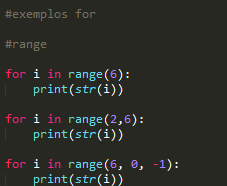 #exemplos for
#range
for i in range(6):
    print(str(i))
for i in range(2,6):
    print(str(i))
for i in range(6, 0, -1):
    print(str(i))